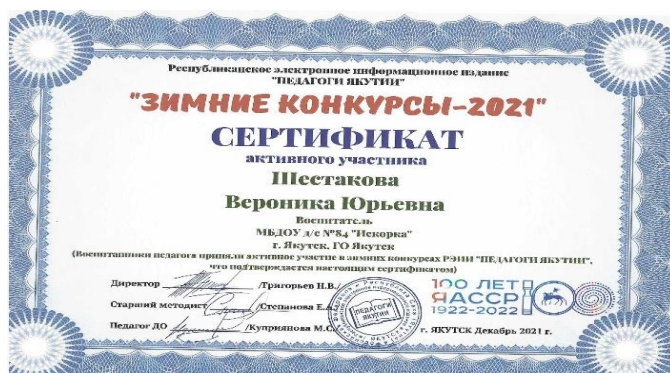 Республиканское электронное информационное издание
"ПЕДАГОГИ ЯКУТИИ"
"ЗИМНИЕ КОНКУРСЫ-2021"
СЕРТИФИКАТ
активного участника
Шестакова
Вероника Юрьевна
Воспитатель
МБДОУ д/с №84 "Искорка"
г. Якутск, ГО Якутск
(Воспитанники педагога приняли активное участие в зимних конкурсах РЭИИ "ПЕДАГОГИ ЯКУТИИ",
что подтверждается настоящим сертификатом)
Директор /Григорьев Н.В./
Старший методист /Степанова Е.
Педагог ДО /Куприянова М.С.
ПЕДАГОГИ
ЯКУТИИ
100 ЛЕТ
ЯАССР
1922-2022
г. ЯКУТСК Декабрь 2021 г.